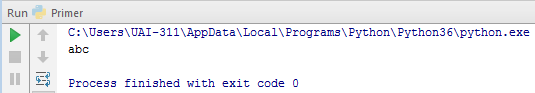 Run Primer
C:\Users\UAI-311\AppData\Local\Programs\Python\Python36\python.exe
abc
Process finished with exit code 0